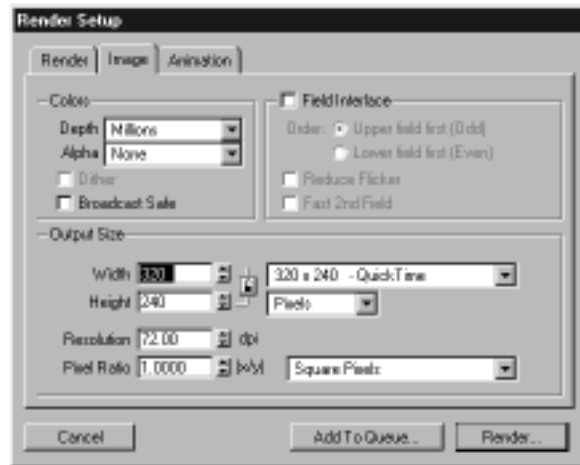 Render Setup
Render Image Animation
Colors
Depth Millions
Alpha None
Dither
Broadcast Safe
Field Interlace
Order: Upper field first (Odd)
Lower field first (Even)
Reduce Flicker
Fast 2nd Field
Output Size
Width 320 320 x 240 - QuickTime
Height 240 Pixels
Resolution 72.00 dpi
Pixel Ratio 1.0000 (x/y) Square Pixels
Cancel Add To Queue... Render...